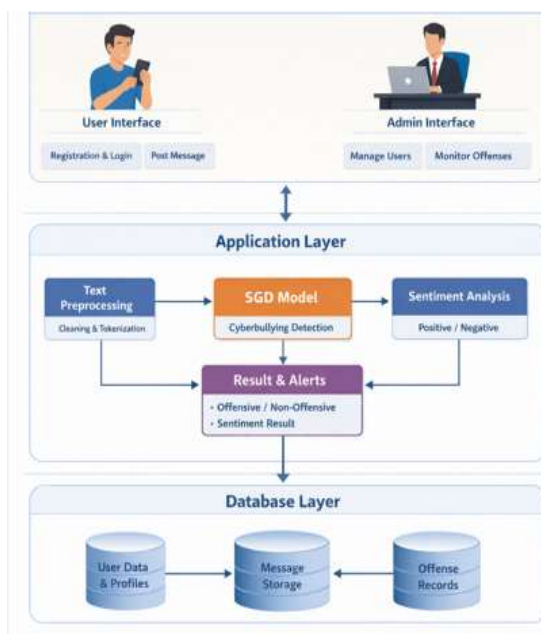 User Interface
Admin Interface
Registration & Login
Post Message
Manage Users
Monitor Offenses
Application Layer
Text
Preprocessing
Cleaning & Tokenization
SGD Model
Cyberbullying Detection
Sentiment Analysis
Positive / Negative
Result & Alerts
• Offensive / Non-Offensive
• Sentiment Result
Database Layer
User Data
& Profiles
Message
Storage
Offense
Records